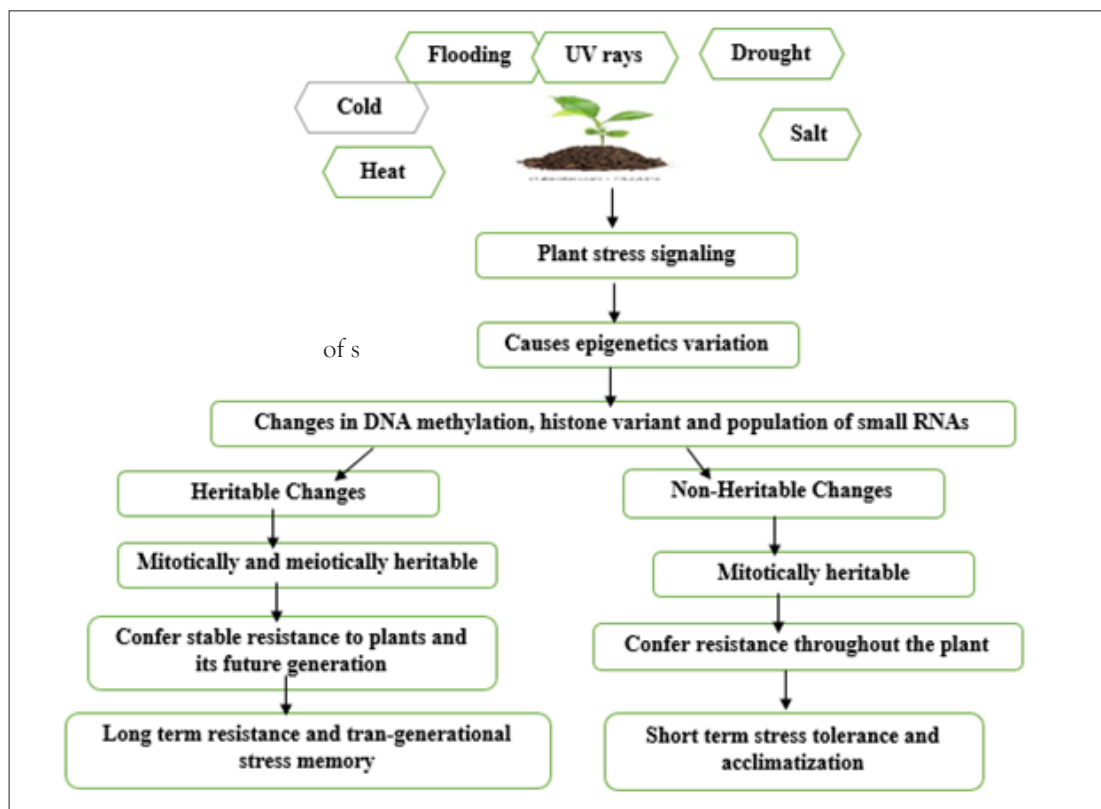 Flooding
UV rays
Drought
Cold
Salt
Heat
Plant stress signaling
Causes epigenetics variation
of s
Changes in DNA methylation, histone variant and population of small RNAs
Heritable Changes
Non-Heritable Changes
Mitotically and meiotically heritable
Mitotically heritable
Confer stable resistance to plants and
its future generation
Confer resistance throughout the plant
Long term resistance and tran-generational
stress memory
Short term stress tolerance and
acclimatization